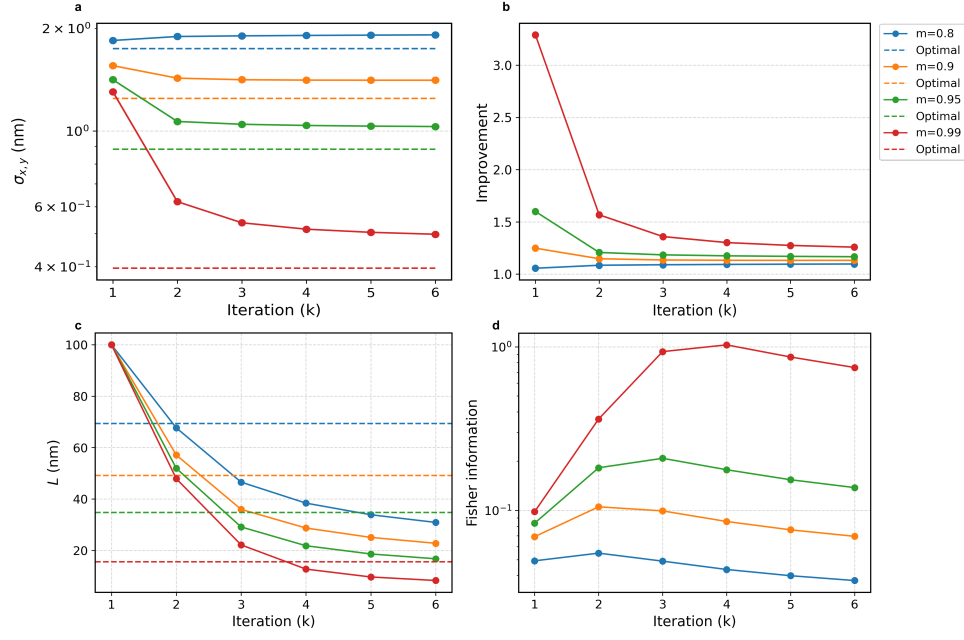 a
2 × 10⁰
10⁰
6 × 10⁻¹
4 × 10⁻¹
σx, y (nm)
1 2 3 4 5 6
Iteration (k)
b
3.0
2.5
2.0
1.5
1.0
Improvement
1 2 3 4 5 6
Iteration (k)
m=0.8
Optimal
m=0.9
Optimal
m=0.95
Optimal
m=0.99
Optimal
c
100
80
60
40
20
L (nm)
1 2 3 4 5 6
Iteration (k)
d
10⁰
10⁻¹
Fisher information
1 2 3 4 5 6
Iteration (k)